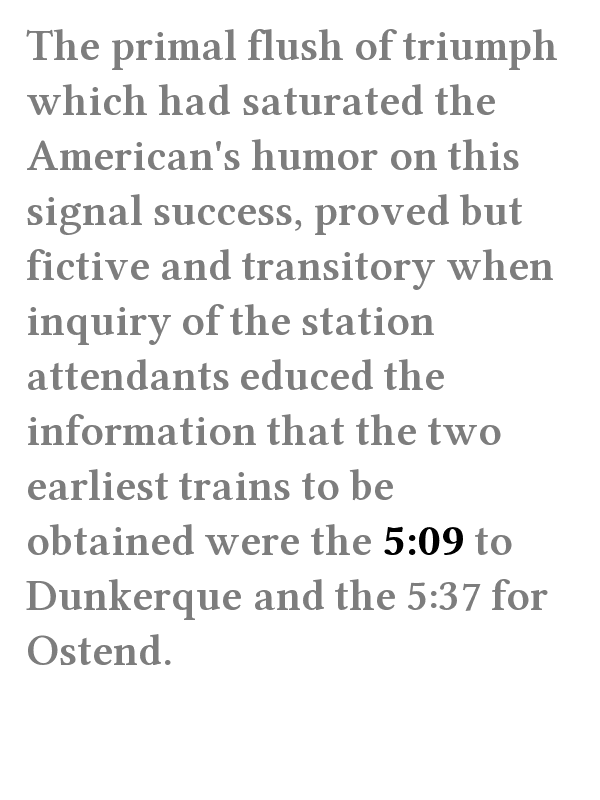 The primal flush of triumph
which had saturated the
American's humor on this
signal success, proved but
fictive and transitory when
inquiry of the station
attendants educed the
information that the two
earliest trains to be
obtained were the 5:09 to
Dunkerque and the 5:37 for
Ostend.